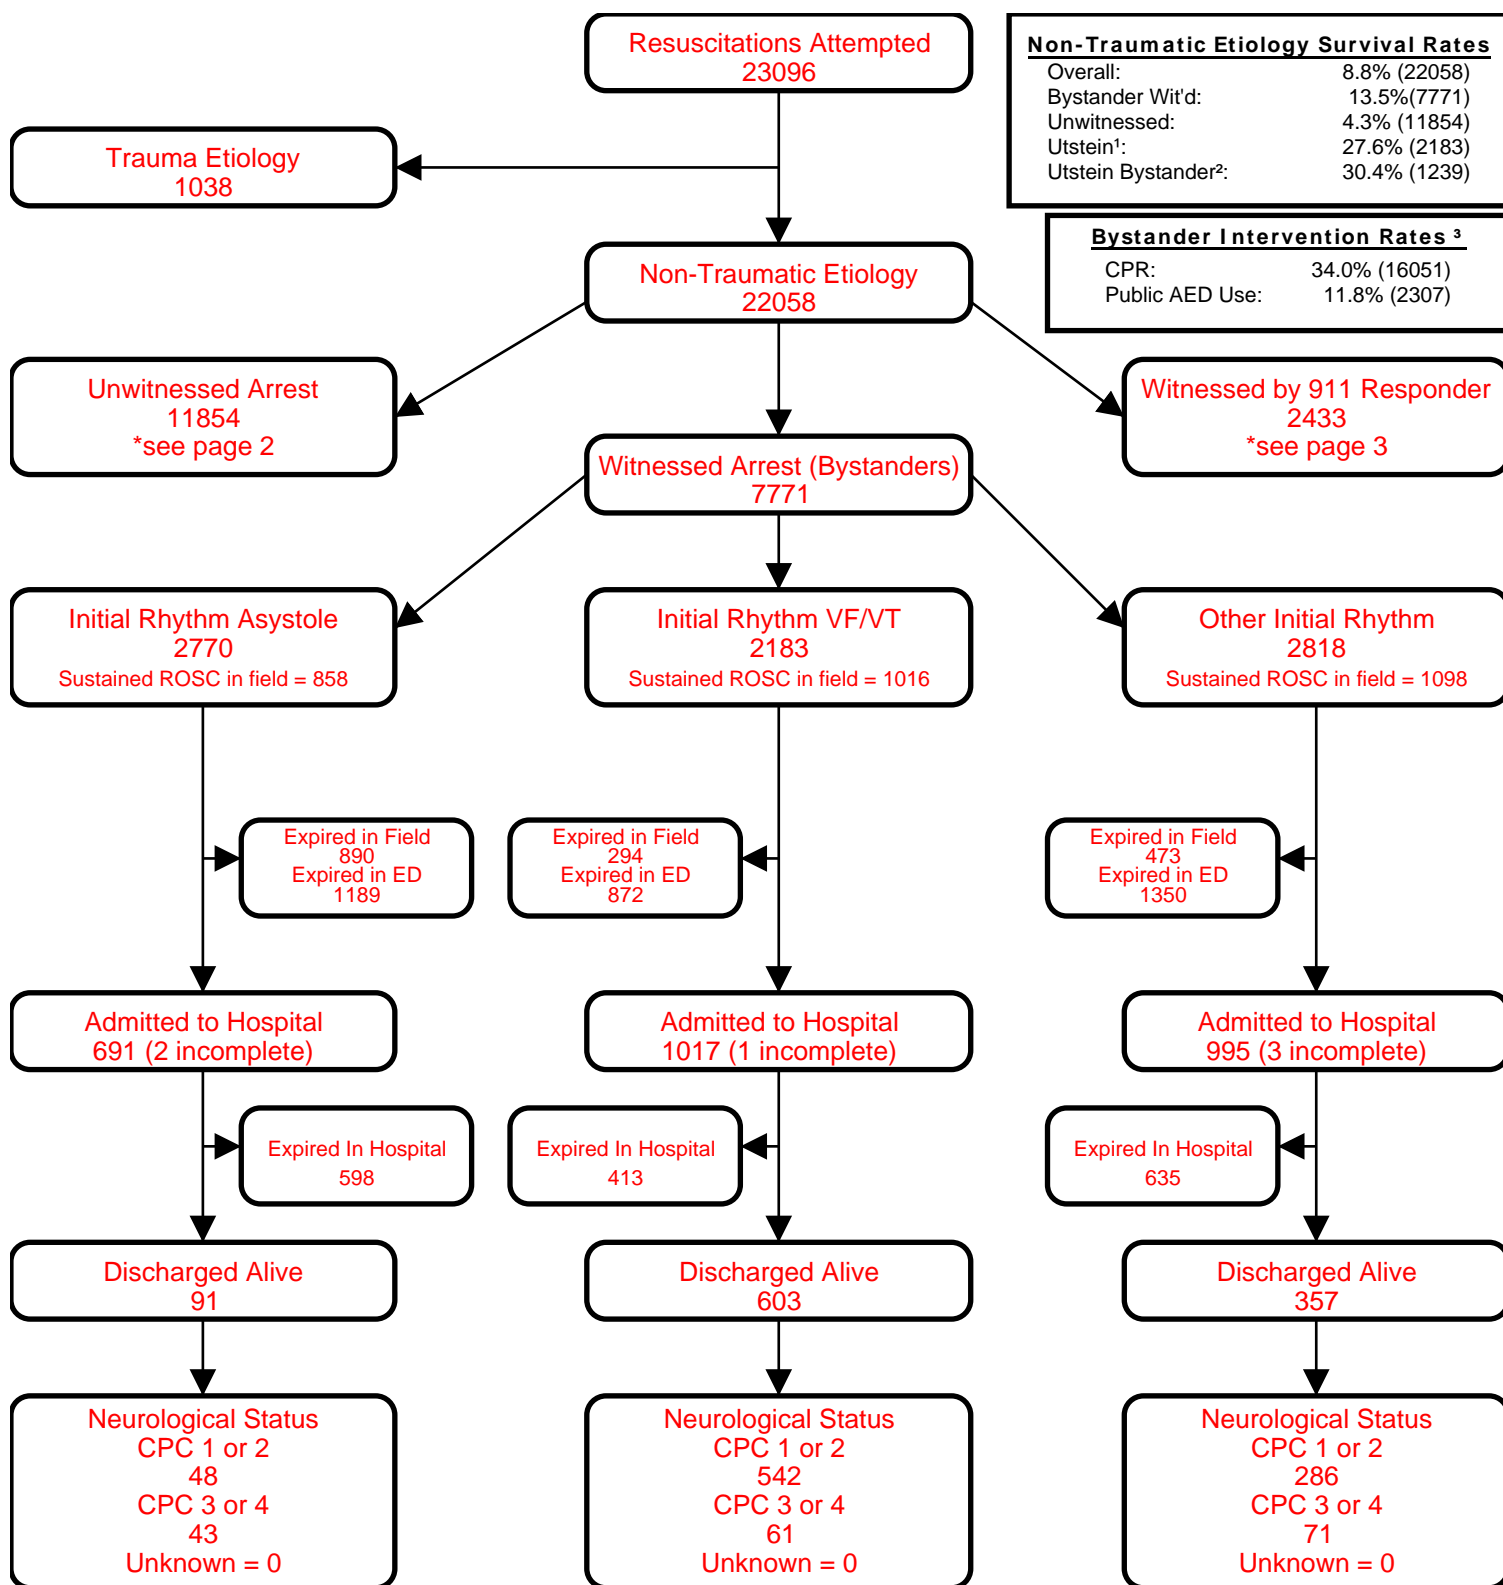 Resuscitations Attempted
23096
Non-Traumatic Etiology Survival Rates
Overall: 8.8% (22058)
Bystander Wit'd: 13.5%(7771)
Unwitnessed: 4.3% (11854)
Utstein¹: 27.6% (2183)
Utstein Bystander²: 30.4% (1239)
Bystander Intervention Rates ³
CPR: 34.0% (16051)
Public AED Use: 11.8% (2307)
Trauma Etiology
1038
Non-Traumatic Etiology
22058
Unwitnessed Arrest
11854
*see page 2
Witnessed Arrest (Bystanders)
7771
Witnessed by 911 Responder
2433
*see page 3
Initial Rhythm Asystole
2770
Sustained ROSC in field = 858
Initial Rhythm VF/VT
2183
Sustained ROSC in field = 1016
Other Initial Rhythm
2818
Sustained ROSC in field = 1098
Expired in Field
890
Expired in ED
1189
Expired in Field
294
Expired in ED
872
Expired in Field
473
Expired in ED
1350
Admitted to Hospital
691 (2 incomplete)
Admitted to Hospital
1017 (1 incomplete)
Admitted to Hospital
995 (3 incomplete)
Expired In Hospital
598
Expired In Hospital
413
Expired In Hospital
635
Discharged Alive
91
Discharged Alive
603
Discharged Alive
357
Neurological Status
CPC 1 or 2
48
CPC 3 or 4
43
Unknown = 0
Neurological Status
CPC 1 or 2
542
CPC 3 or 4
61
Unknown = 0
Neurological Status
CPC 1 or 2
286
CPC 3 or 4
71
Unknown = 0